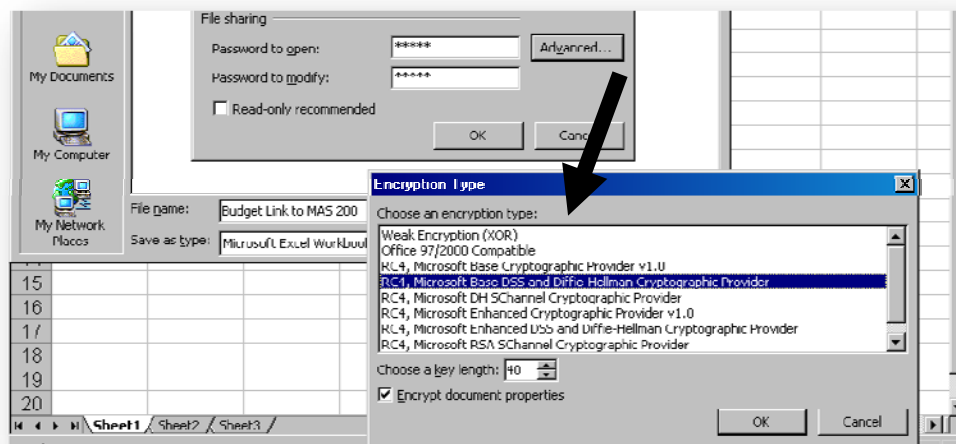 File sharing
Password to open: ***** Advanced...
Password to modify: *****
Read-only recommended
OK Cancel
My Documents
My Computer
My Network
Places
File name: Budget Link to MAS 200
Save as type: Microsoft Excel Workbook
Encryption Type
Choose an encryption type:
Weak Encryption (XOR)
Office 97/2000 Compatible
RC4, Microsoft Base Cryptographic Provider v1.0
RC4, Microsoft Base DSS and Diffie-Hellman Cryptographic Provider
RC4, Microsoft DH SChannel Cryptographic Provider
RC4, Microsoft Enhanced Cryptographic Provider v1.0
RC4, Microsoft Enhanced DSS and Diffie-Hellman Cryptographic Provider
RC4, Microsoft RSA SChannel Cryptographic Provider
Choose a key length: 40
Encrypt document properties
OK Cancel
15
16
17
18
19
20
Sheet1 Sheet2 Sheet3